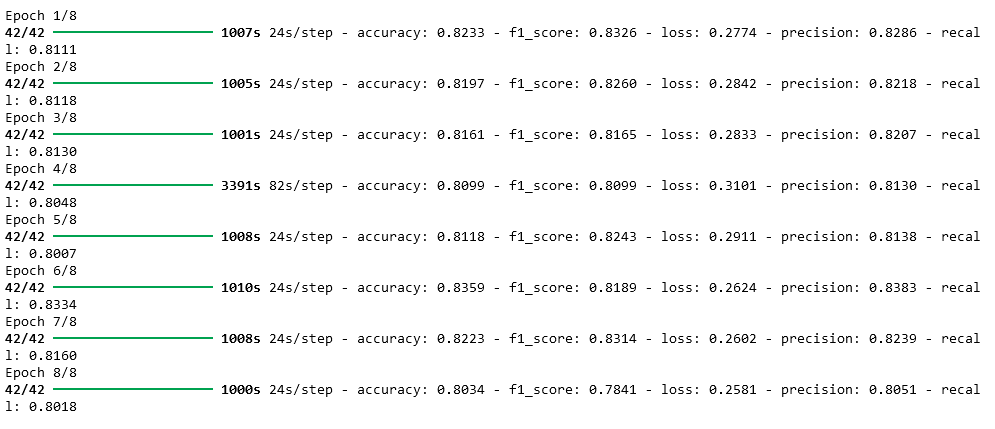 Epoch 1/8
42/42 ━━━━━━━━━━━━━━━━━━━━ 1007s 24s/step - accuracy: 0.8233 - f1_score: 0.8326 - loss: 0.2774 - precision: 0.8286 - recal
l: 0.8111
Epoch 2/8
42/42 ━━━━━━━━━━━━━━━━━━━━ 1005s 24s/step - accuracy: 0.8197 - f1_score: 0.8260 - loss: 0.2842 - precision: 0.8218 - recal
l: 0.8118
Epoch 3/8
42/42 ━━━━━━━━━━━━━━━━━━━━ 1001s 24s/step - accuracy: 0.8161 - f1_score: 0.8165 - loss: 0.2833 - precision: 0.8207 - recal
l: 0.8130
Epoch 4/8
42/42 ━━━━━━━━━━━━━━━━━━━━ 3391s 82s/step - accuracy: 0.8099 - f1_score: 0.8099 - loss: 0.3101 - precision: 0.8130 - recal
l: 0.8048
Epoch 5/8
42/42 ━━━━━━━━━━━━━━━━━━━━ 1008s 24s/step - accuracy: 0.8118 - f1_score: 0.8243 - loss: 0.2911 - precision: 0.8138 - recal
l: 0.8007
Epoch 6/8
42/42 ━━━━━━━━━━━━━━━━━━━━ 1010s 24s/step - accuracy: 0.8359 - f1_score: 0.8189 - loss: 0.2624 - precision: 0.8383 - recal
l: 0.8334
Epoch 7/8
42/42 ━━━━━━━━━━━━━━━━━━━━ 1008s 24s/step - accuracy: 0.8223 - f1_score: 0.8314 - loss: 0.2602 - precision: 0.8239 - recal
l: 0.8160
Epoch 8/8
42/42 ━━━━━━━━━━━━━━━━━━━━ 1000s 24s/step - accuracy: 0.8034 - f1_score: 0.7841 - loss: 0.2581 - precision: 0.8051 - recal
l: 0.8018